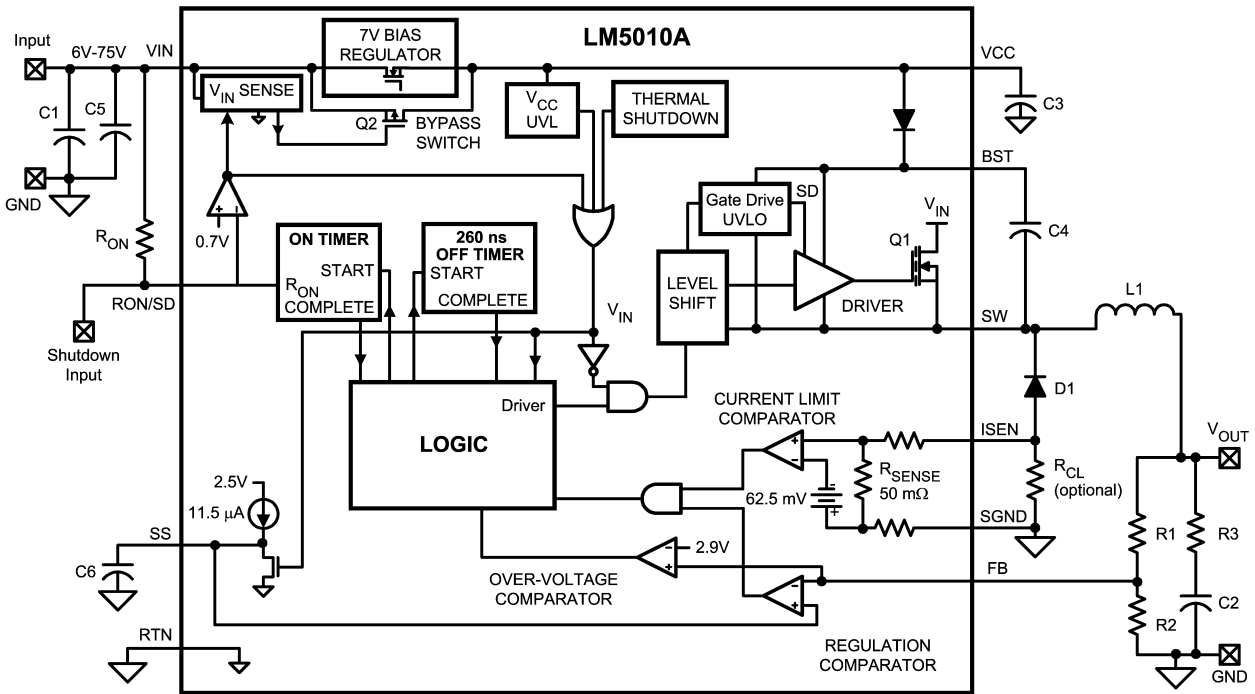 LM5010A
Input
6V-75V
VIN
7V BIAS
REGULATOR
VCC
VIN SENSE
C1
C5
Q2
BYPASS
SWITCH
VCC
UVL
THERMAL
SHUTDOWN
C3
GND
BST
+ -
0.7V
RON
ON TIMER
START
RON
COMPLETE
260 ns
OFF TIMER
START
COMPLETE
SD
Gate Drive
UVLO
VIN
Q1
C4
LEVEL
SHIFT
DRIVER
RON/SD
VIN
SW
L1
Shutdown
Input
Driver
LOGIC
D1
CURRENT LIMIT
COMPARATOR
ISEN
+
-
VOUT
RSENSE
50 mΩ
RCL
(optional)
-
62.5 mV
+
2.5V
11.5 µA
SGND
SS
R1
R3
2.9V
-
+
C6
OVER-VOLTAGE
COMPARATOR
FB
-
+
C2
R2
RTN
REGULATION
COMPARATOR
GND